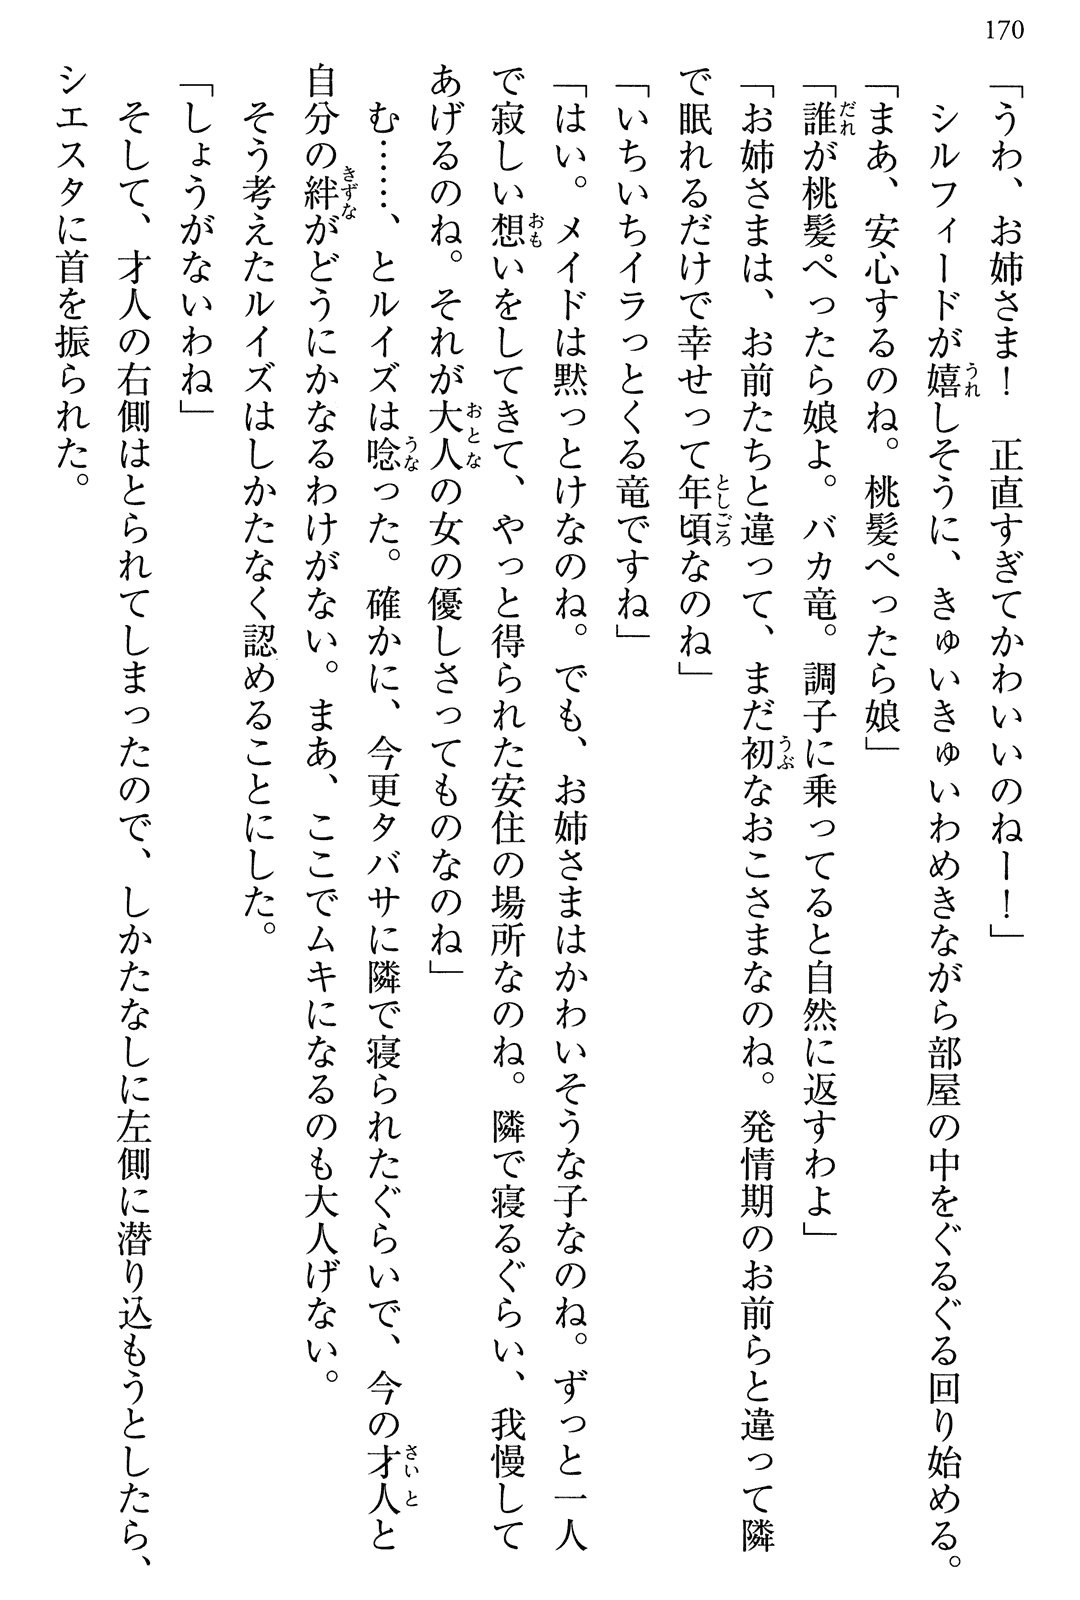 170
「うわ、お姉さま！　正直すぎてかわいいのねー！」
　シルフィードが嬉しそうに、きゅいきゅいわめきながら部屋の中をぐるぐる回り始める。
「まあ、安心するのね。桃髪ぺったら娘」
「誰が桃髪ぺったら娘よ。バカ竜。調子に乗ってると自然に返すわよ」
「お姉さまは、お前たちと違って、まだ初なおこさまなのね。発情期のお前らと違って隣
で眠れるだけで幸せって年頃なのね」
「いちいちイラっとくる竜ですね」
「はい。メイドは黙っとけなのね。でも、お姉さまはかわいそうな子なのね。ずっと一人
で寂しい想いをしてきて、やっと得られた安住の場所なのね。隣で寝るぐらい、我慢して
あげるのね。それが大人の女の優しさってものなのね」
　む……、とルイズは唸った。確かに、今更タバサに隣で寝られたぐらいで、今の才人と
自分の絆がどうにかなるわけがない。まあ、ここでムキになるのも大人げない。
　そう考えたルイズはしかたなく認めることにした。
「しょうがないわね」
　そして、才人の右側はとられてしまったので、しかたなしに左側に潜り込もうとしたら、
シエスタに首を振られた。